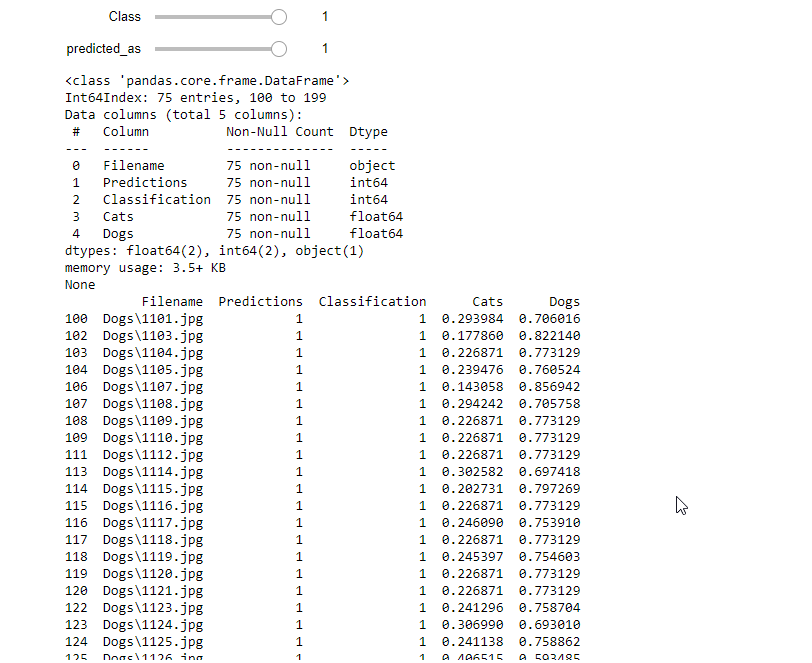 Class 1
predicted_as 1
<class 'pandas.core.frame.DataFrame'>
Int64Index: 75 entries, 100 to 199
Data columns (total 5 columns):
 #   Column          Non-Null Count  Dtype
---  ------          --------------  -----
 0   Filename        75 non-null     object
 1   Predictions     75 non-null     int64
 2   Classification  75 non-null     int64
 3   Cats            75 non-null     float64
 4   Dogs            75 non-null     float64
dtypes: float64(2), int64(2), object(1)
memory usage: 3.5+ KB
None
          Filename  Predictions  Classification      Cats      Dogs
100  Dogs\1101.jpg            1               1  0.293984  0.706016
102  Dogs\1103.jpg            1               1  0.177860  0.822140
103  Dogs\1104.jpg            1               1  0.226871  0.773129
104  Dogs\1105.jpg            1               1  0.239476  0.760524
106  Dogs\1107.jpg            1               1  0.143058  0.856942
107  Dogs\1108.jpg            1               1  0.294242  0.705758
108  Dogs\1109.jpg            1               1  0.226871  0.773129
109  Dogs\1110.jpg            1               1  0.226871  0.773129
111  Dogs\1112.jpg            1               1  0.226871  0.773129
113  Dogs\1114.jpg            1               1  0.302582  0.697418
114  Dogs\1115.jpg            1               1  0.202731  0.797269
115  Dogs\1116.jpg            1               1  0.226871  0.773129
116  Dogs\1117.jpg            1               1  0.246090  0.753910
117  Dogs\1118.jpg            1               1  0.226871  0.773129
118  Dogs\1119.jpg            1               1  0.245397  0.754603
119  Dogs\1120.jpg            1               1  0.226871  0.773129
120  Dogs\1121.jpg            1               1  0.226871  0.773129
122  Dogs\1123.jpg            1               1  0.241296  0.758704
123  Dogs\1124.jpg            1               1  0.306990  0.693010
124  Dogs\1125.jpg            1               1  0.241138  0.758862
125  Dogs\1126.jpg            1               1  0.406515  0.593485